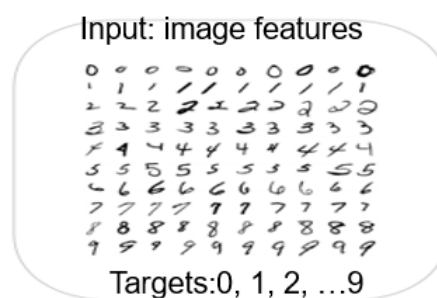 Input: image features
0 0 0 0 0 0 0 0 0 0
1 1 1 1 1 1 1 1 1 1
2 2 2 2 2 2 2 2 2 2
3 3 3 3 3 3 3 3 3 3
4 4 4 4 4 4 4 4 4 4
5 5 5 5 5 5 5 5 5 5
6 6 6 6 6 6 6 6 6 6
7 7 7 7 7 7 7 7 7 7
8 8 8 8 8 8 8 8 8 8
9 9 9 9 9 9 9 9 9 9
Targets:0, 1, 2, …9